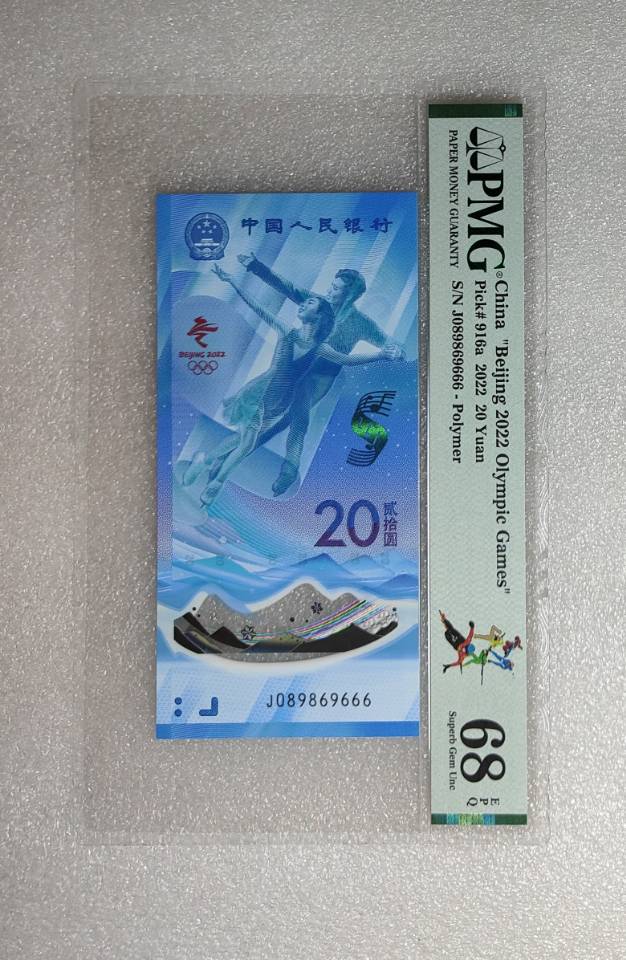 中国人民银行
BEIJING 2022
20
贰拾圆
J089869666
PMG®
PAPER MONEY GUARANTY
China "Beijing 2022 Olympic Games"
Pick# 916a 2022 20 Yuan
S/N J089869666 - Polymer
68 EPQ
Superb Gem Unc